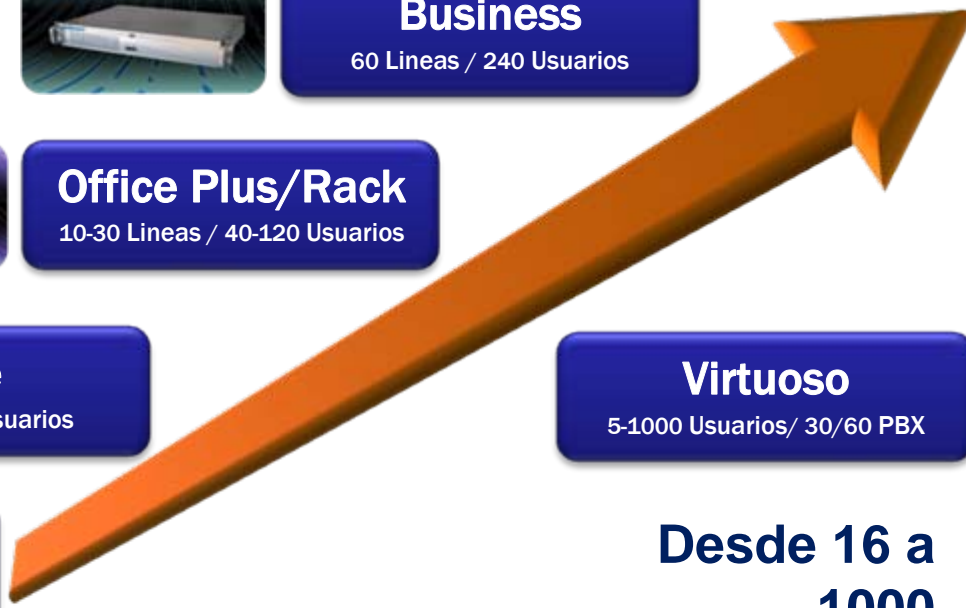 Business
60 Lineas / 240 Usuarios
Office Plus/Rack
10-30 Lineas / 40-120 Usuarios
Virtuoso
5-1000 Usuarios/ 30/60 PBX
Desde 16 a
1000